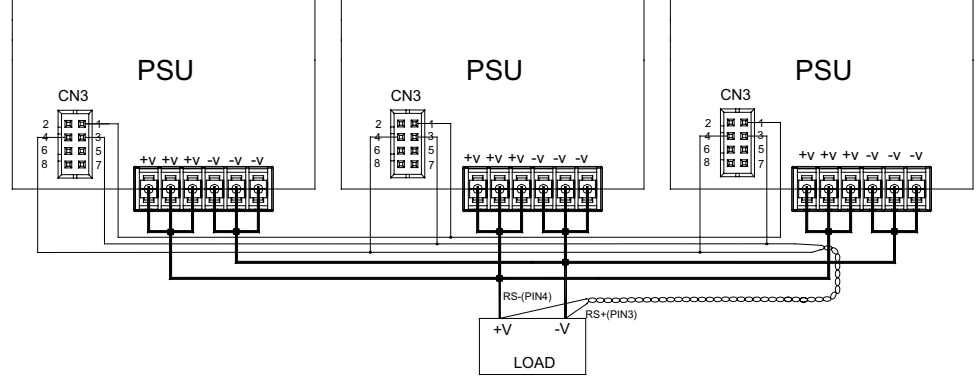 PSU PSU PSU
CN3 CN3 CN3
2 1 2 1 2 1
4 3 4 3 4 3
6 5 6 5 6 5
8 7 8 7 8 7
+V +V +V -V -V -V +V +V +V -V -V -V +V +V +V -V -V -V
RS-(PIN4)
RS+(PIN3)
+V -V
LOAD